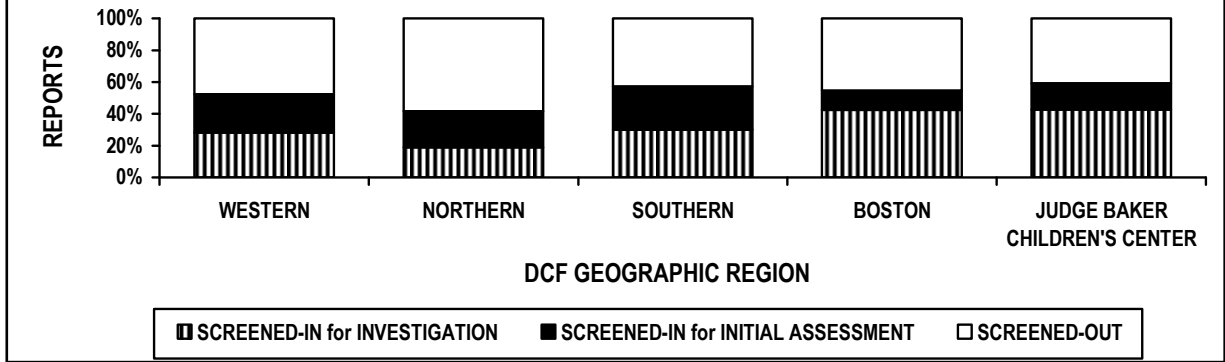 100%
80%
60%
40%
20%
0%
REPORTS
WESTERN
NORTHERN
SOUTHERN
BOSTON
JUDGE BAKER
CHILDREN'S CENTER
DCF GEOGRAPHIC REGION
SCREENED-IN for INVESTIGATION
SCREENED-IN for INITIAL ASSESSMENT
SCREENED-OUT